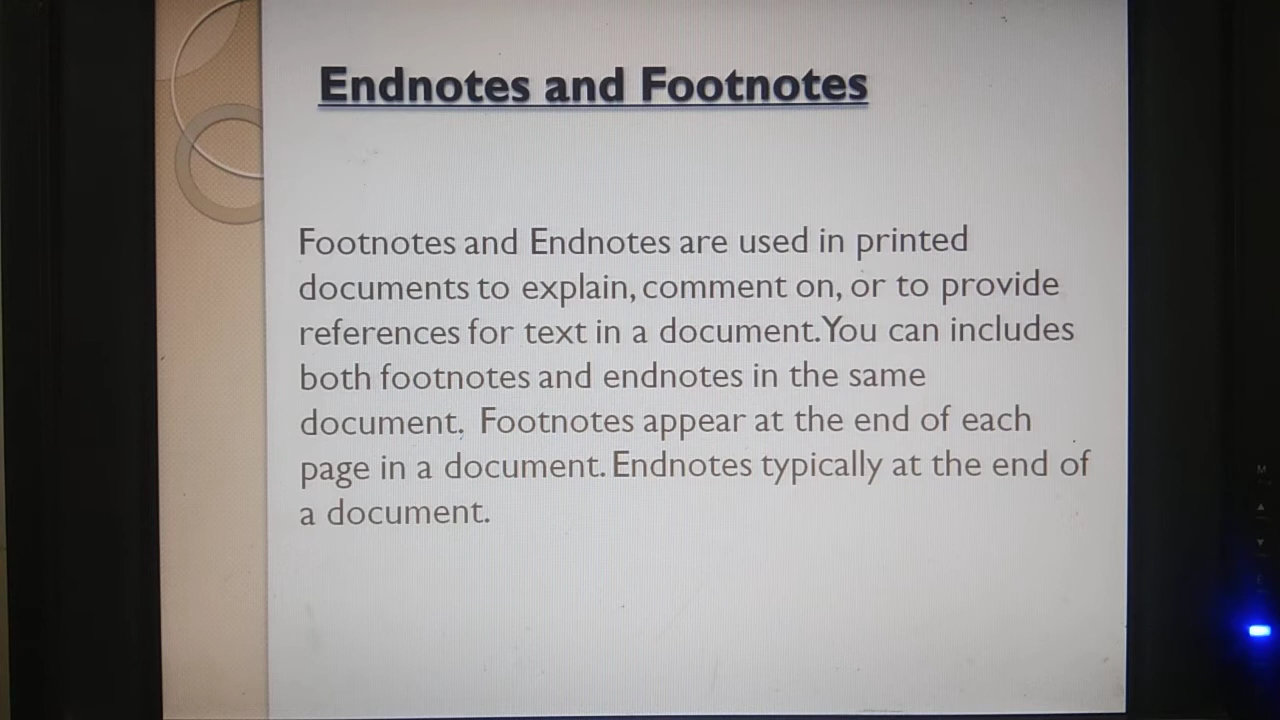 Endnotes and Footnotes
Footnotes and Endnotes are used in printed
documents to explain, comment on, or to provide
references for text in a document. You can includes
both footnotes and endnotes in the same
document. Footnotes appear at the end of each
page in a document. Endnotes typically at the end of
a document.
M